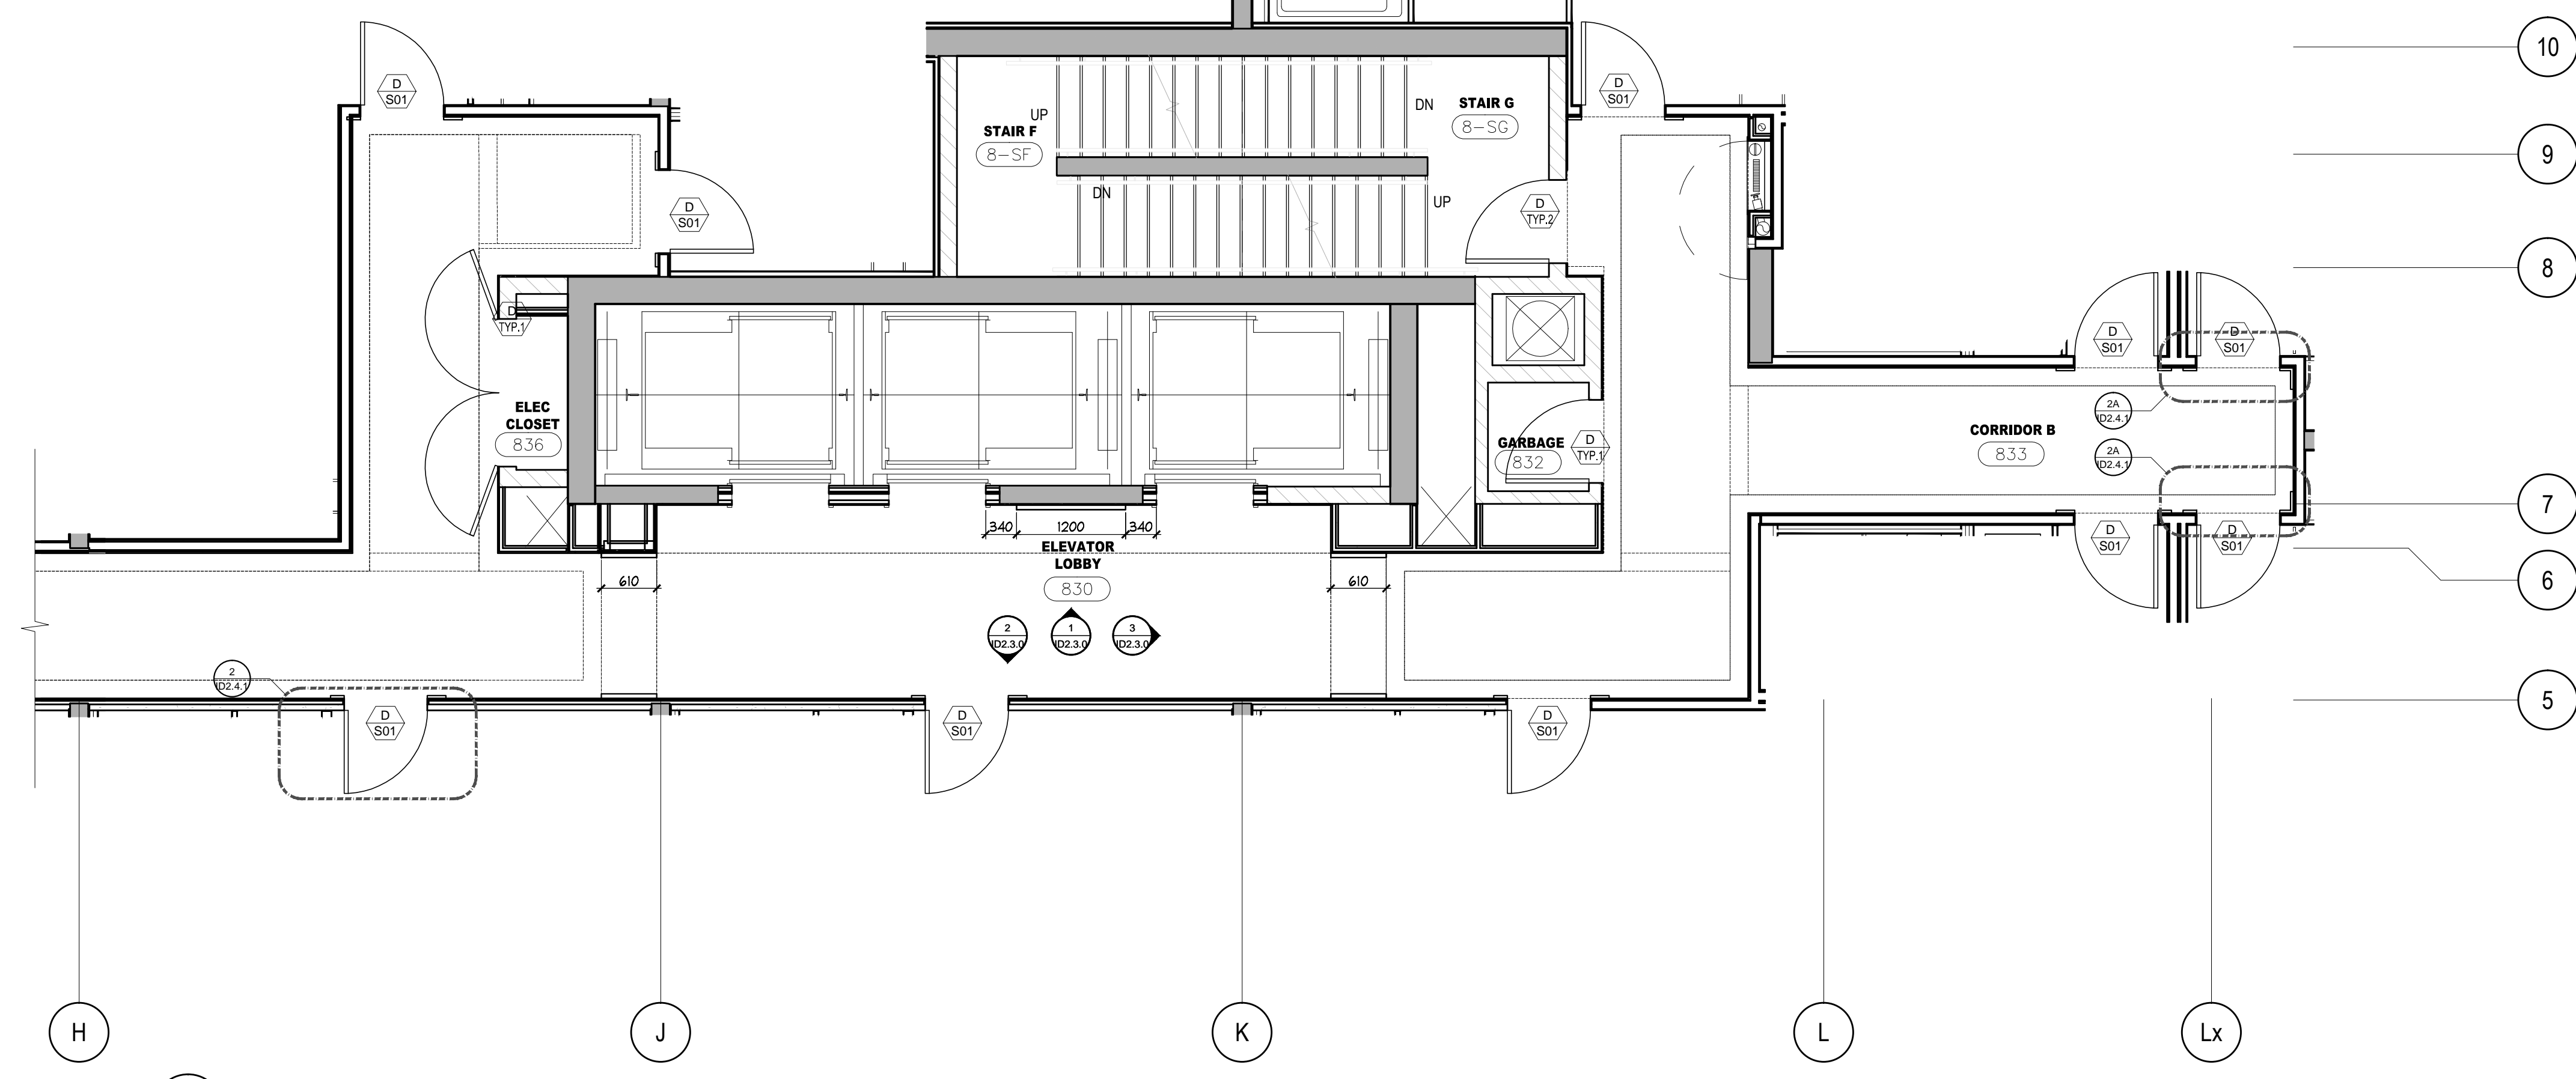 10
D
S01
D
S01
UP
STAIR F
8-SF
DN
STAIR G
8-SG
9
D
S01
DN
UP
D
TYP.2
8
D
TYP.1
D
S01
D
S01
ELEC
CLOSET
836
2A
ID2.4.1
CORRIDOR B
833
GARBAGE
832
D
TYP.1
2A
ID2.4.1
7
340
1200
340
D
S01
D
S01
ELEVATOR
LOBBY
830
610
610
6
2
ID2.3.0
1
ID2.3.0
3
ID2.3.0
2
ID2.4.1
D
S01
D
S01
D
S01
5
H
J
K
L
Lx